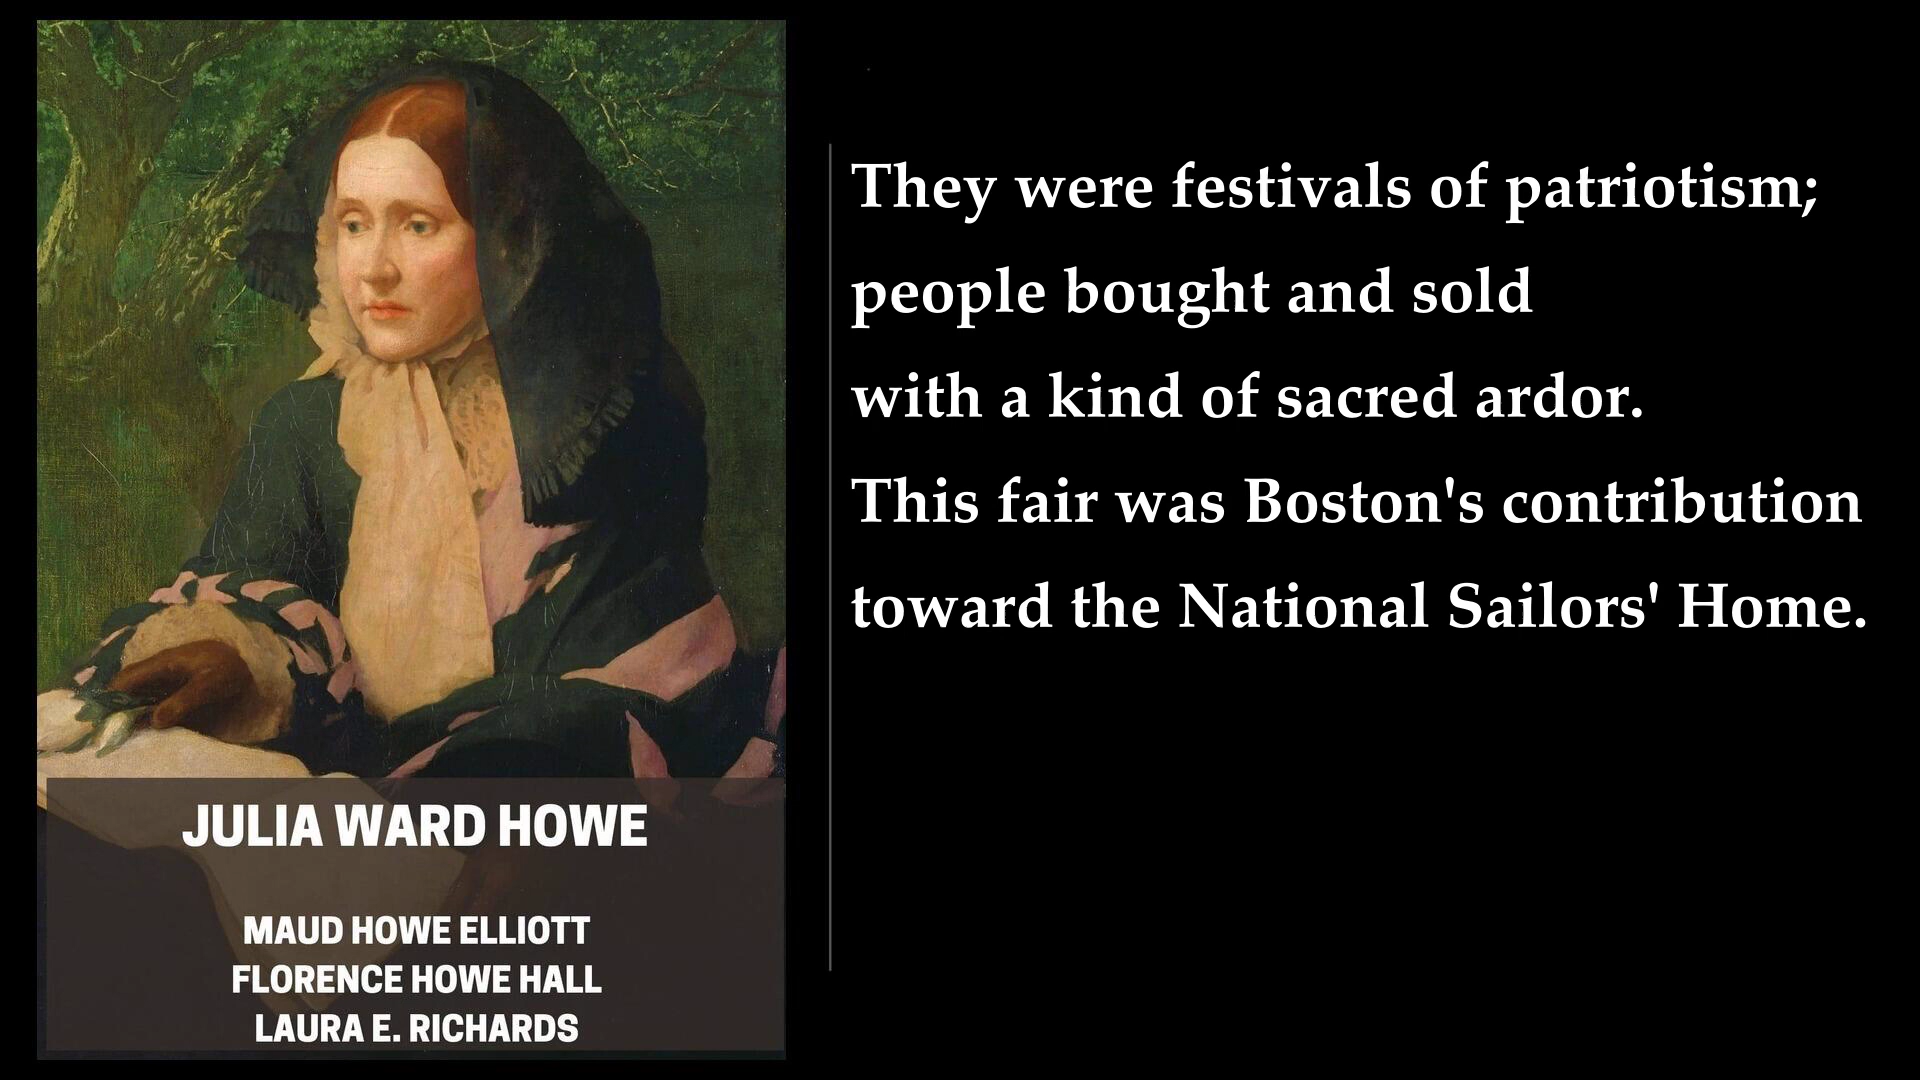 They were festivals of patriotism;
people bought and sold
with a kind of sacred ardor.
This fair was Boston's contribution
toward the National Sailors' Home.
JULIA WARD HOWE
MAUD HOWE ELLIOTT
FLORENCE HOWE HALL
LAURA E. RICHARDS